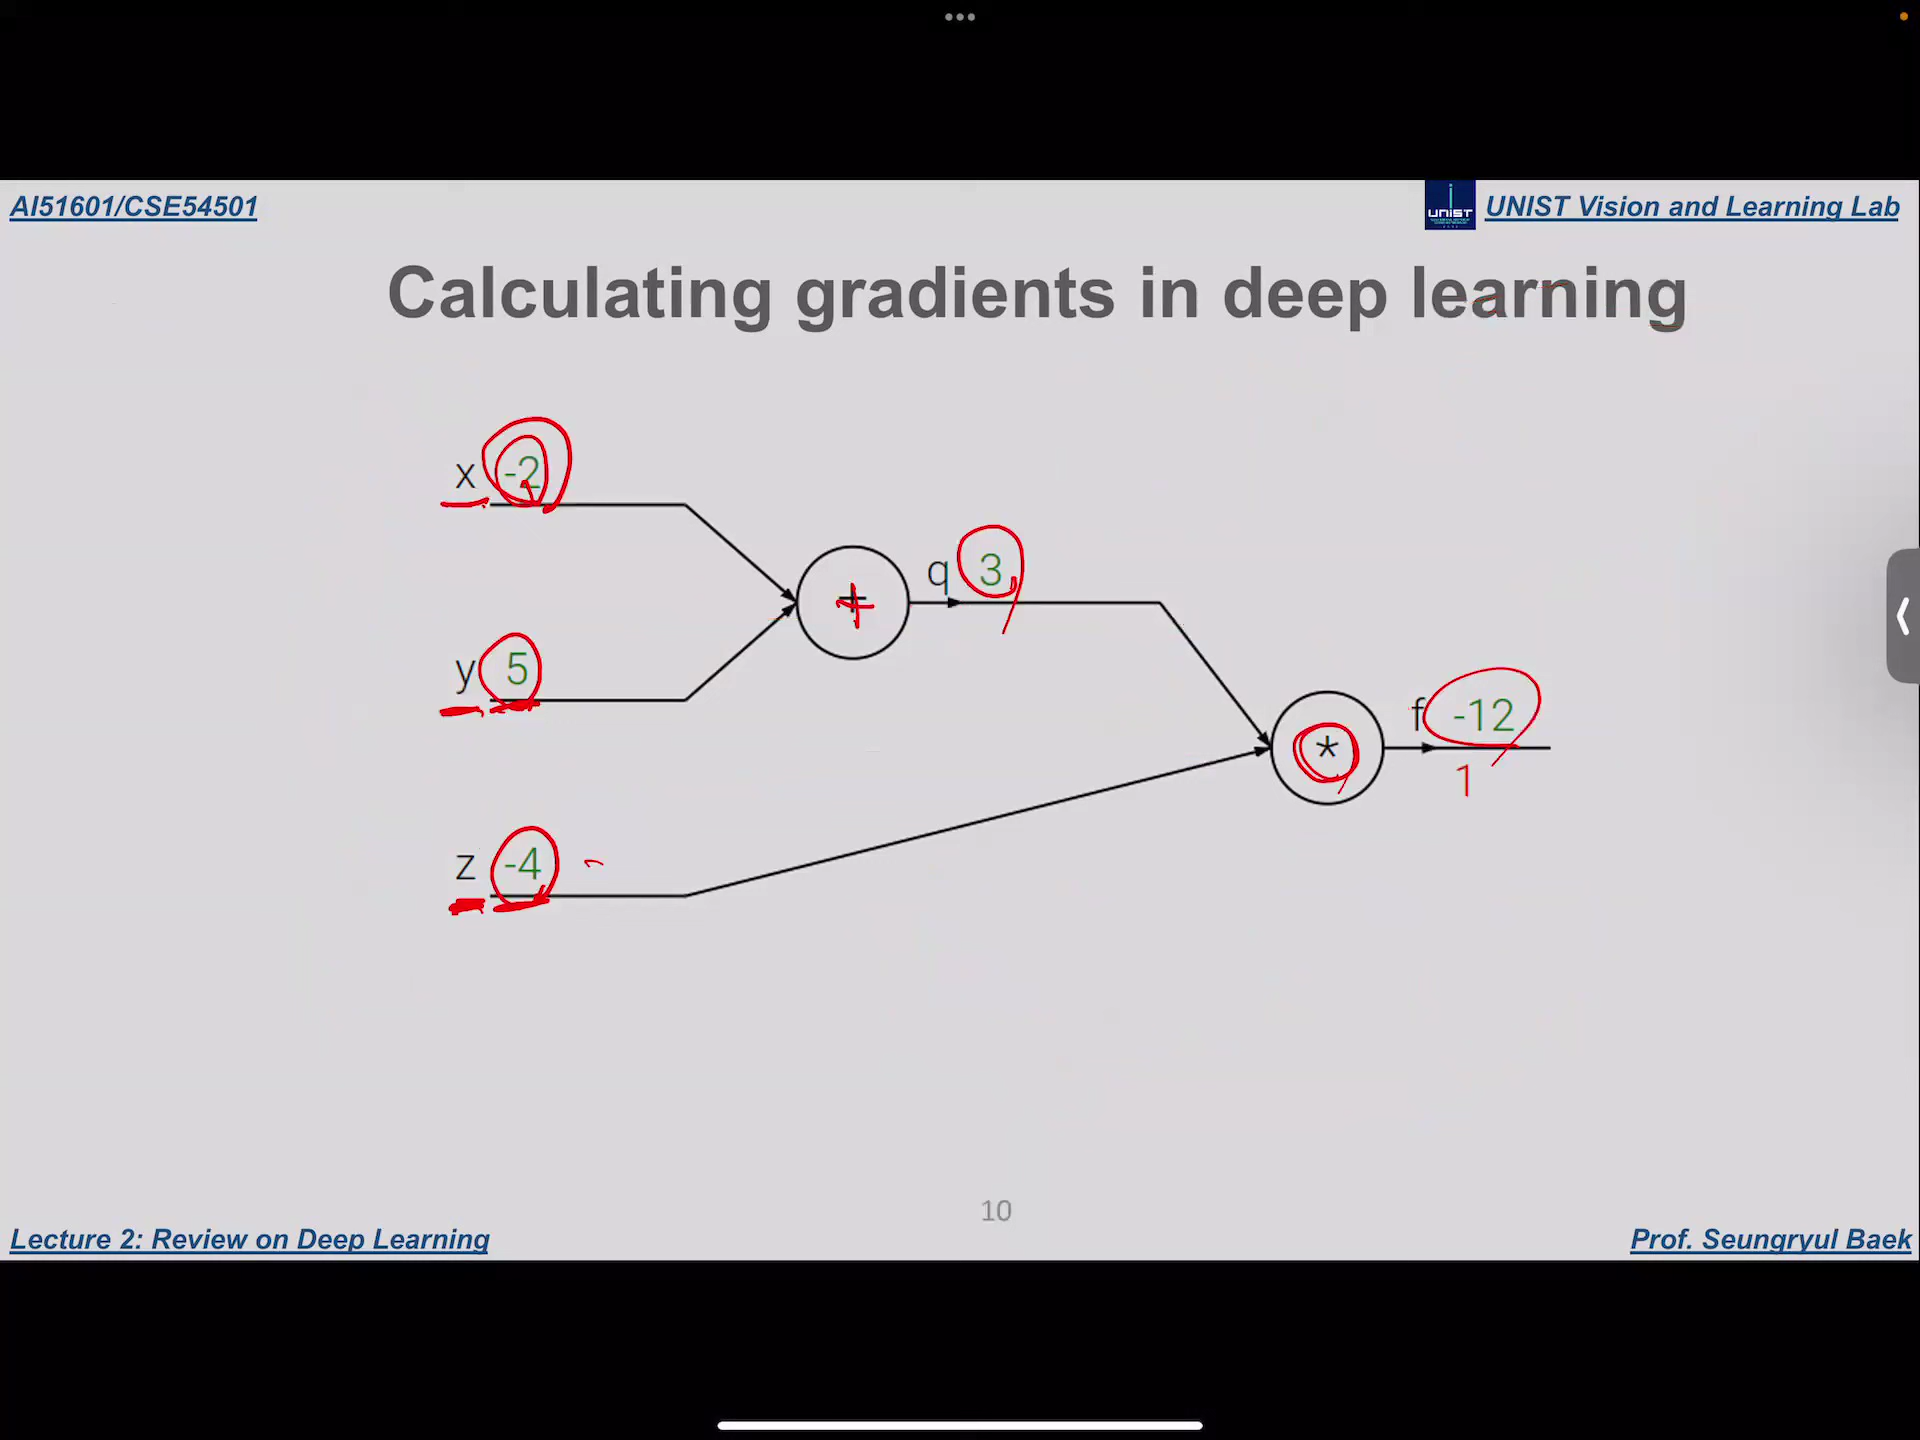 AI51601/CSE54501
UNIST
UNIST Vision and Learning Lab
Calculating gradients in deep learning
x -2
+
q 3
y 5
*
f -12
1
z -4
10
Lecture 2: Review on Deep Learning
Prof. Seungryul Baek